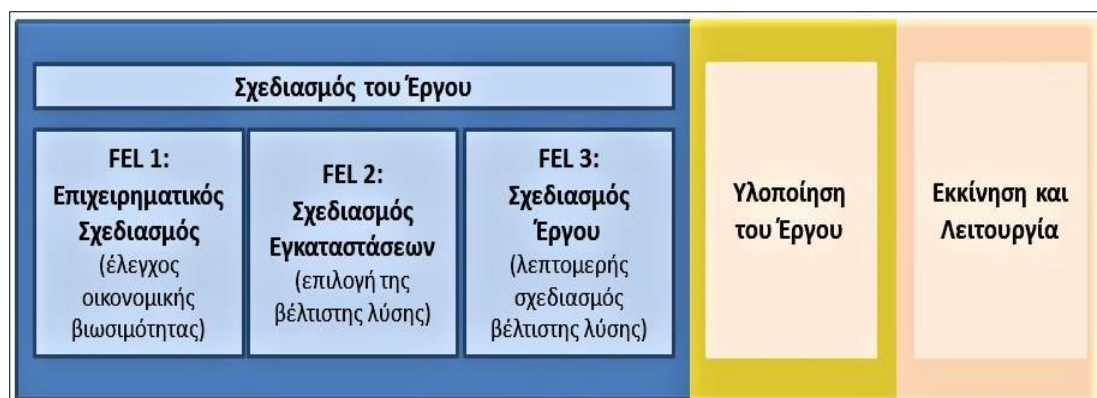 Σχεδιασμός του Έργου
FEL 1:
Επιχειρηματικός
Σχεδιασμός
(έλεγχος
οικονομικής
βιωσιμότητας)
FEL 2:
Σχεδιασμός
Εγκαταστάσεων
(επιλογή της
βέλτιστης λύσης)
FEL 3:
Σχεδιασμός
Έργου
(λεπτομερής
σχεδιασμός
βέλτιστης λύσης)
Υλοποίηση
του Έργου
Εκκίνηση και
Λειτουργία